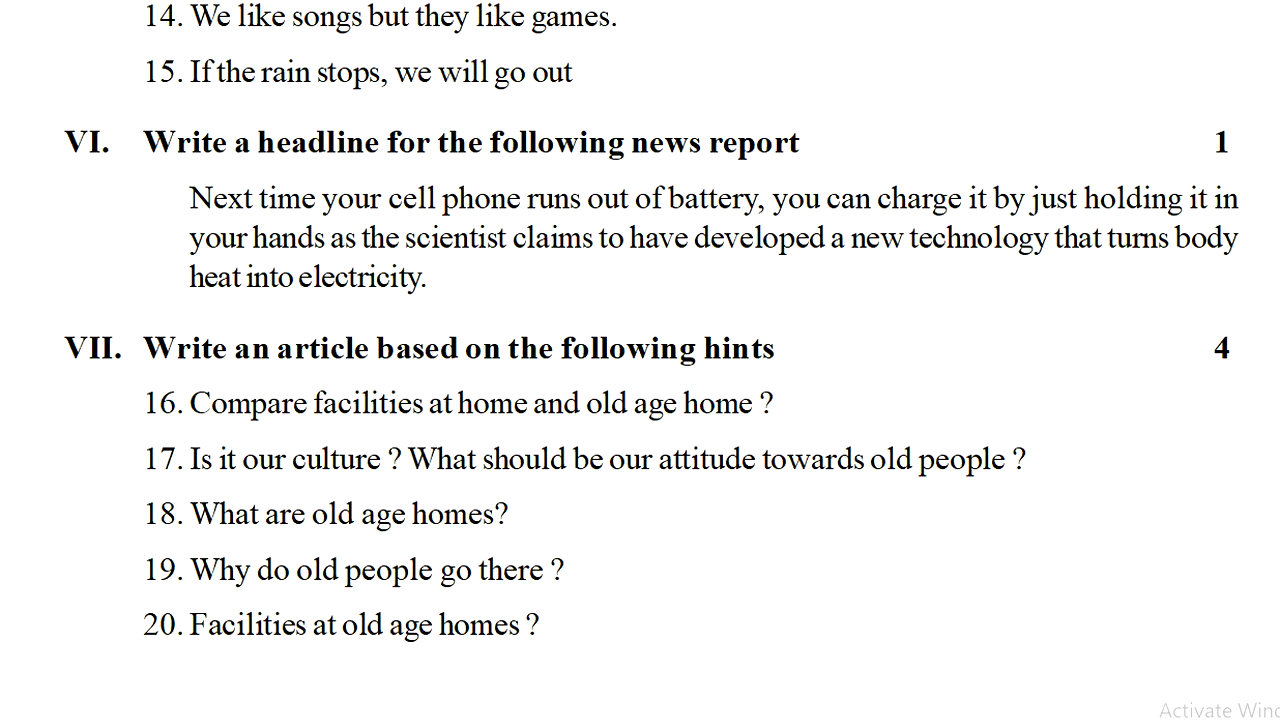 14. We like songs but they like games.
15. If the rain stops, we will go out
VI. Write a headline for the following news report 1
Next time your cell phone runs out of battery, you can charge it by just holding it in
your hands as the scientist claims to have developed a new technology that turns body
heat into electricity.
VII. Write an article based on the following hints 4
16. Compare facilities at home and old age home ?
17. Is it our culture ? What should be our attitude towards old people ?
18. What are old age homes?
19. Why do old people go there ?
20. Facilities at old age homes ?
Activate Wind